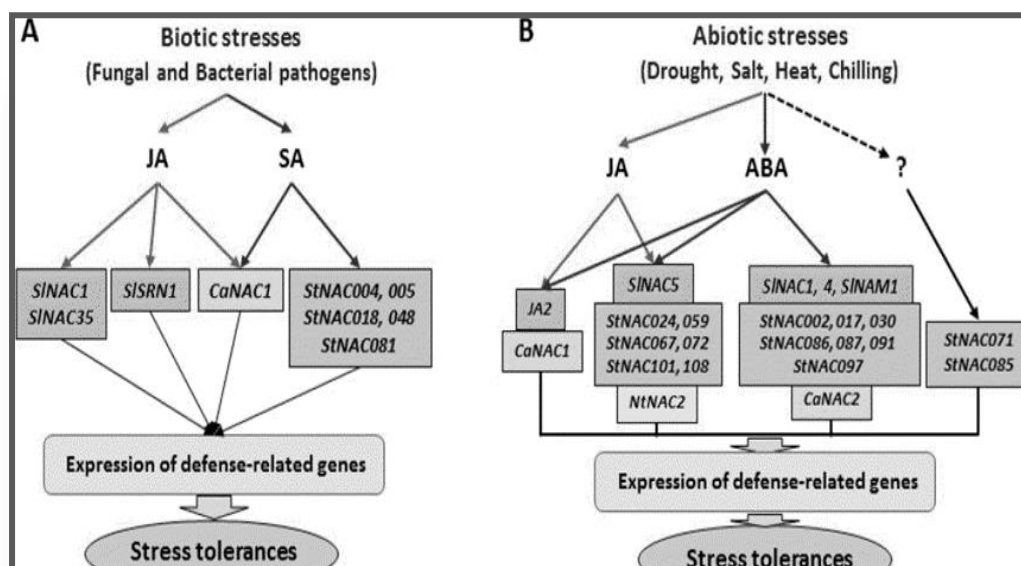 A
Biotic stresses
(Fungal and Bacterial pathogens)
JA
SA
SlNAC1
SlNAC35
SlSRN1
CaNAC1
StNAC004, 005
StNAC018, 048
StNAC081
Expression of defense-related genes
Stress tolerances
B
Abiotic stresses
(Drought, Salt, Heat, Chilling)
JA
ABA
?
JA2
CaNAC1
SlNAC5
StNAC024, 059
StNAC067, 072
StNAC101, 108
NtNAC2
SlNAC1, 4, SlNAM1
StNAC002, 017, 030
StNAC086, 087, 091
StNAC097
CaNAC2
StNAC071
StNAC085
Expression of defense-related genes
Stress tolerances